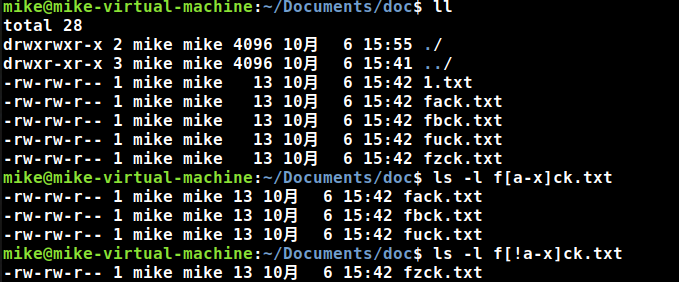 mike@mike-virtual-machine:~/Documents/doc$ ll
total 28
drwxrwxr-x 2 mike mike 4096 10月  6 15:55 ./
drwxr-xr-x 3 mike mike 4096 10月  6 15:41 ../
-rw-rw-r-- 1 mike mike   13 10月  6 15:42 1.txt
-rw-rw-r-- 1 mike mike   13 10月  6 15:42 fack.txt
-rw-rw-r-- 1 mike mike   13 10月  6 15:42 fbck.txt
-rw-rw-r-- 1 mike mike   13 10月  6 15:42 fuck.txt
-rw-rw-r-- 1 mike mike   13 10月  6 15:42 fzck.txt
mike@mike-virtual-machine:~/Documents/doc$ ls -l f[a-x]ck.txt
-rw-rw-r-- 1 mike mike 13 10月  6 15:42 fack.txt
-rw-rw-r-- 1 mike mike 13 10月  6 15:42 fbck.txt
-rw-rw-r-- 1 mike mike 13 10月  6 15:42 fuck.txt
mike@mike-virtual-machine:~/Documents/doc$ ls -l f[!a-x]ck.txt
-rw-rw-r-- 1 mike mike 13 10月  6 15:42 fzck.txt